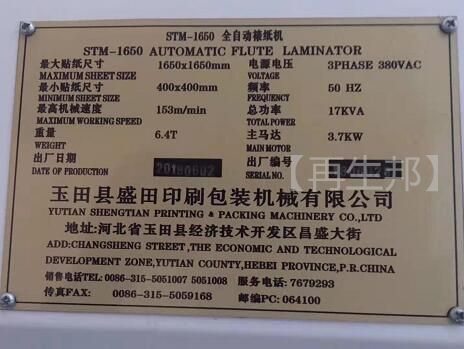 STM-1650 全自动裱纸机
STM-1650 AUTOMATIC FLUTE LAMINATOR
最大贴纸尺寸 1650x1650mm 电源电压 3PHASE 380VAC
MAXIMUM SHEET SIZE VOLTAGE
最小贴纸尺寸 400x400mm 频率 50 HZ
MINIMUM SHEET SIZE FREQUENCY
最高机械速度 153m/min 总功率 17KVA
MAXIMUM WORKING SPEED TOTAL POWER
重量 6.4T 主马达 3.7KW
WEIGHT MAIN MOTOR
出厂日期 20180602 出厂编号
DATE OF PRODUCTION SERIAL NO.
【再生邦】
玉田县盛田印刷包装机械有限公司
YUTIAN SHENGTIAN PRINTING & PACKING MACHINERY CO.,LTD
地址:河北省玉田县经济技术开发区昌盛大街
ADD:CHANGSHENG STREET,THE ECONOMIC AND TECHNOLOGICAL
DEVELOPMENT ZONE,YUTIAN COUNTY,HEBEI PROVINCE,P.R.CHINA
销售电话TEL: 0086-315-5051007 5051008 服务电话: 7679293
传真FAX: 0086-315-5059168 邮编PC: 064100